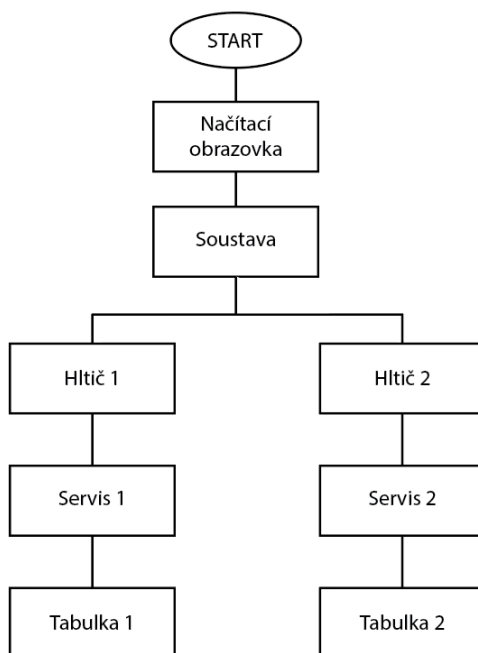 START
Načítací
obrazovka
Soustava
Hltič 1
Hltič 2
Servis 1
Servis 2
Tabulka 1
Tabulka 2